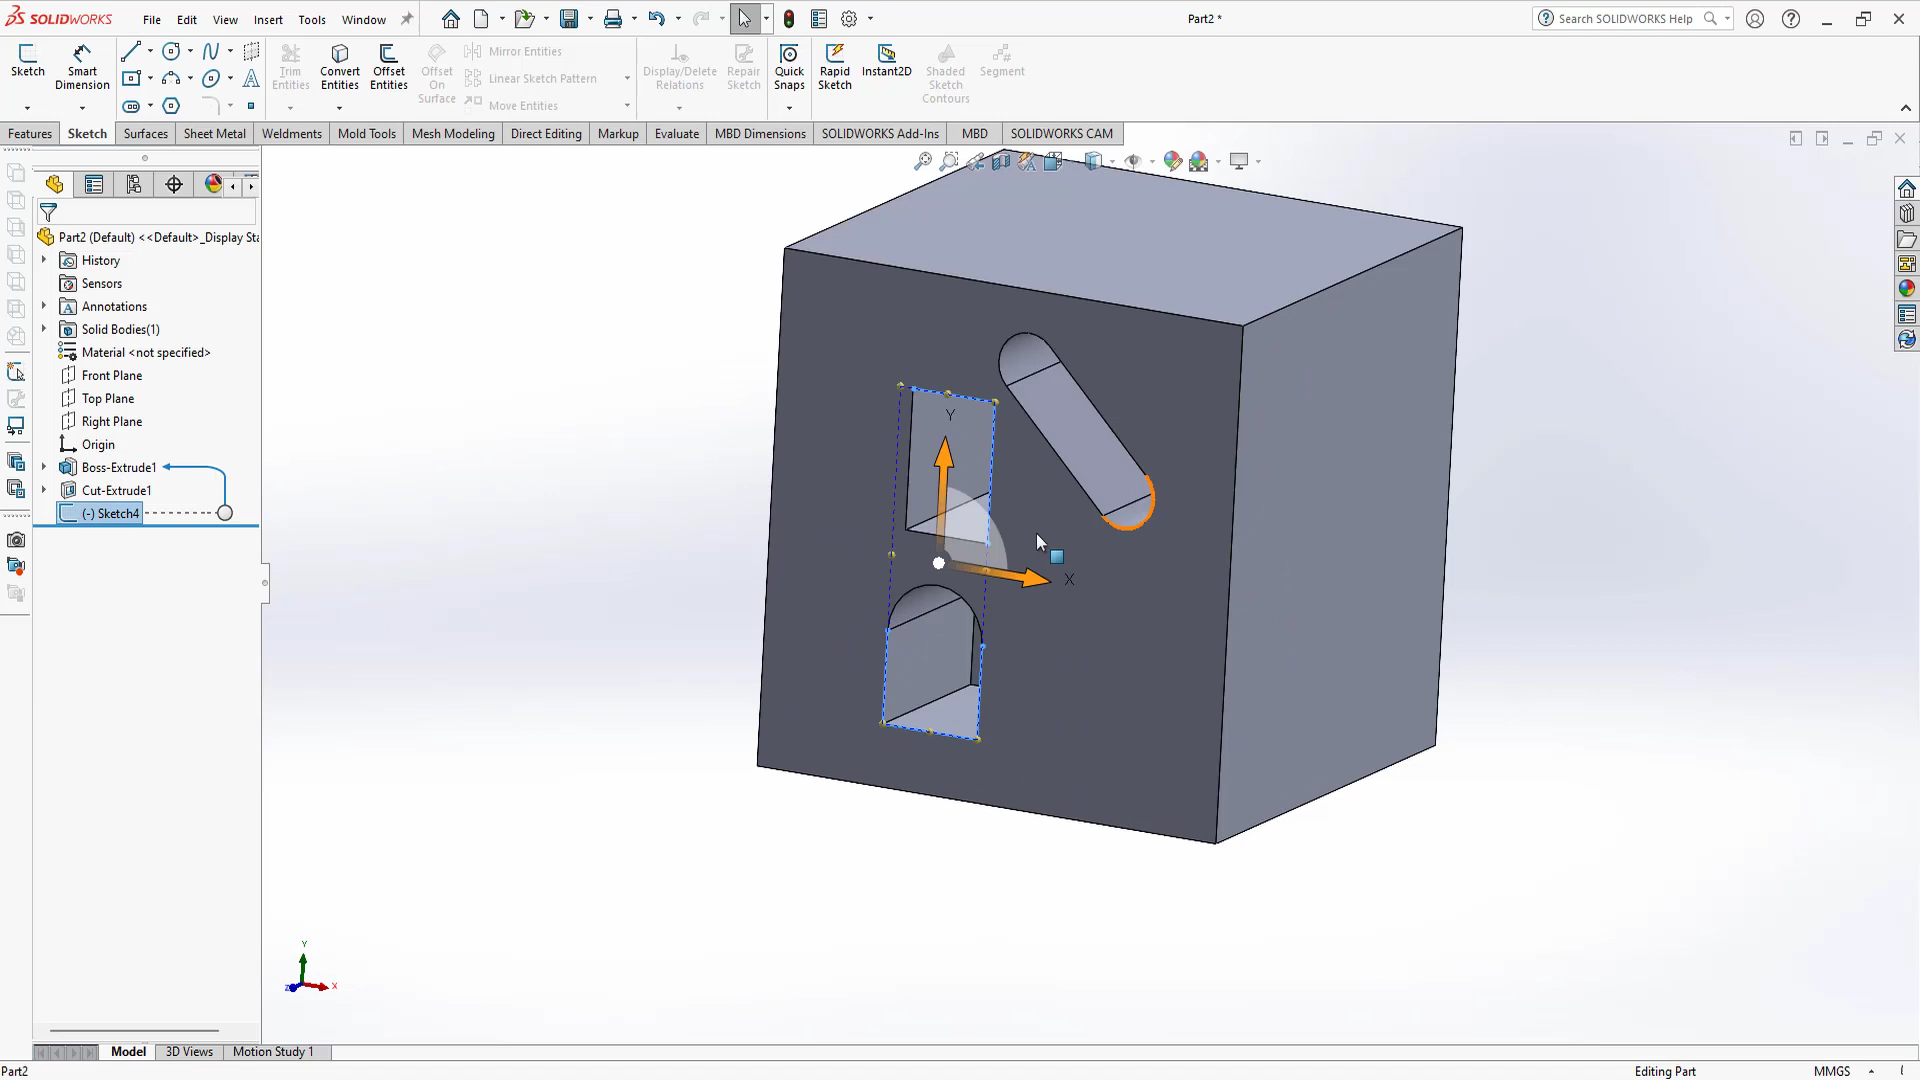 SOLIDWORKS File Edit View Insert Tools Window Part2 * Search SOLIDWORKS Help
Sketch
Smart Dimension
Trim Entities
Convert Entities
Offset Entities
Offset On Surface
Mirror Entities
Linear Sketch Pattern
Move Entities
Display/Delete Relations
Repair Sketch
Quick Snaps
Rapid Sketch
Instant2D
Shaded Sketch Contours
Segment
Features Sketch Surfaces Sheet Metal Weldments Mold Tools Mesh Modeling Direct Editing Markup Evaluate MBD Dimensions SOLIDWORKS Add-Ins MBD SOLIDWORKS CAM
Part2 (Default) <<Default>_Display Sta
History
Sensors
Annotations
Solid Bodies(1)
Material <not specified>
Front Plane
Top Plane
Right Plane
Origin
Boss-Extrude1
Cut-Extrude1
(-) Sketch4
Y
X
Y
X
Z
Model 3D Views Motion Study 1
Part2 Editing Part MMGS